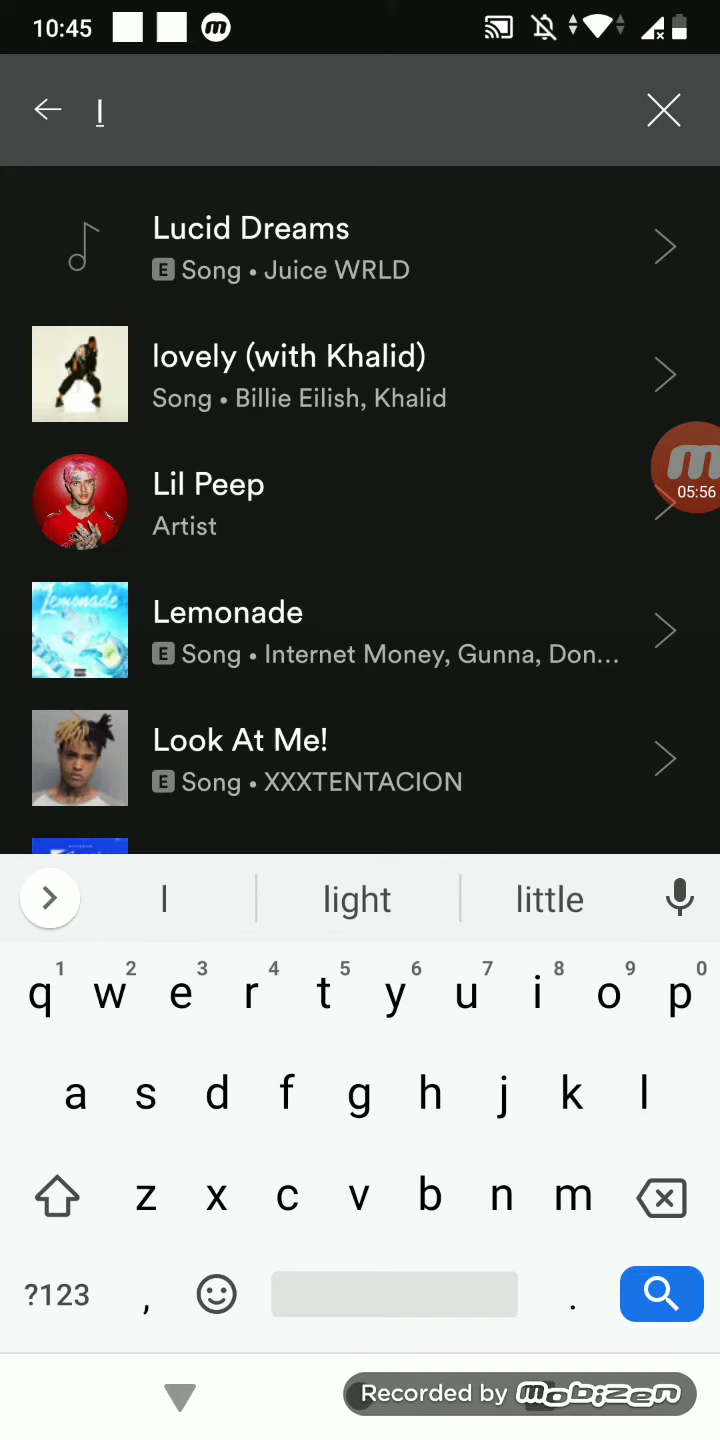 10:45
l
Lucid Dreams
E Song • Juice WRLD
lovely (with Khalid)
Song • Billie Eilish, Khalid
05:56
Lil Peep
Artist
Lemonade
Lemonade
E Song • Internet Money, Gunna, Don...
Look At Me!
E Song • XXXTENTACION
l light little
1 2 3 4 5 6 7 8 9 0
q w e r t y u i o p
a s d f g h j k l
z x c v b n m
?123 , .
Recorded by mobizen